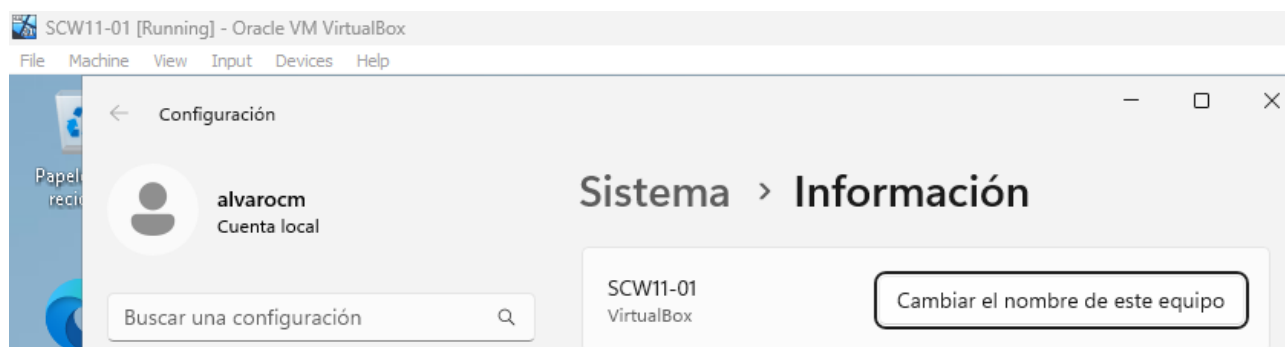 SCW11-01 [Running] - Oracle VM VirtualBox
File Machine View Input Devices Help
Configuración
alvarocm
Cuenta local
Buscar una configuración
Sistema > Información
SCW11-01
VirtualBox
Cambiar el nombre de este equipo